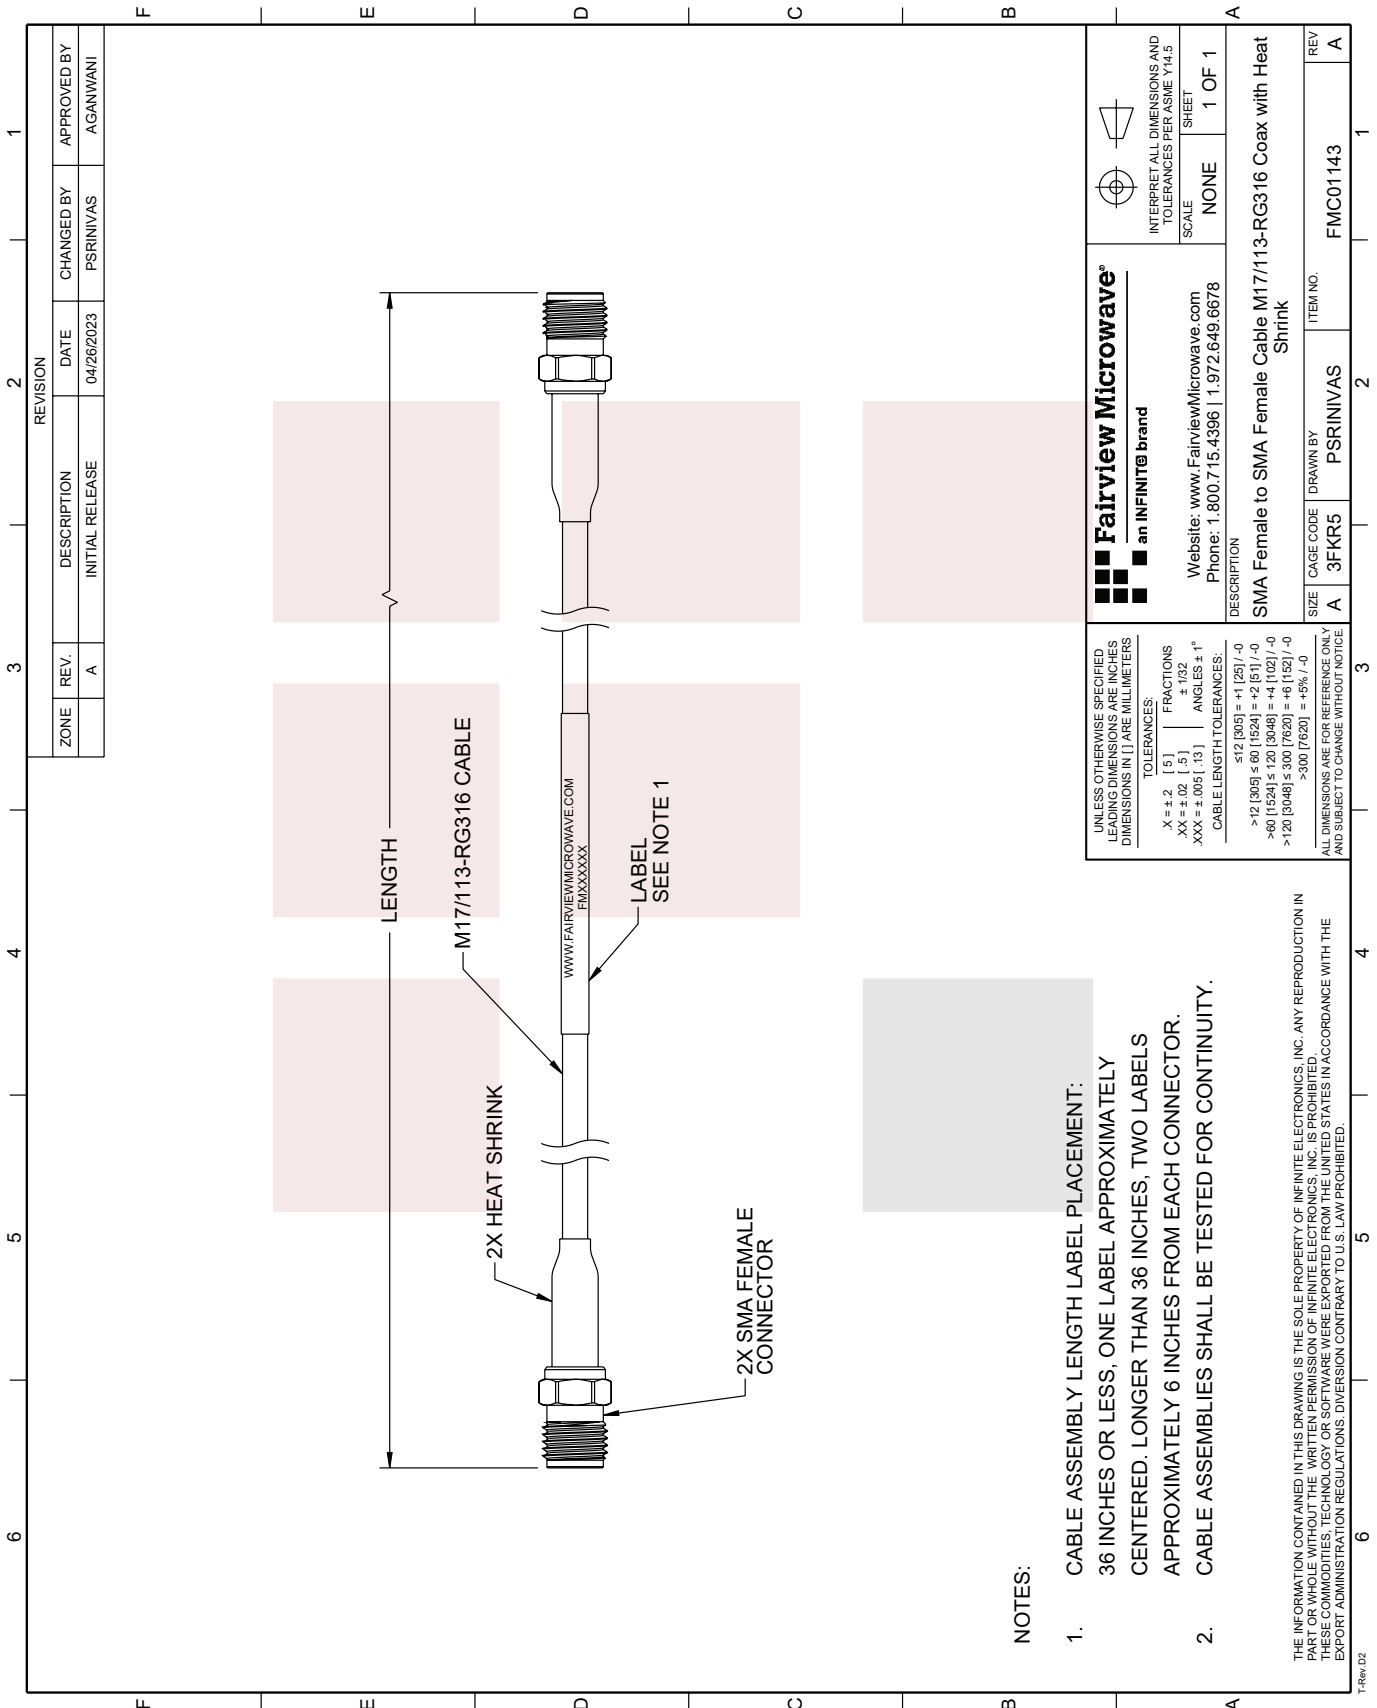 REVISION
ZONE REV. DESCRIPTION DATE CHANGED BY APPROVED BY
A INITIAL RELEASE 04/26/2023 PSRINIVAS AGANWANI
6 5 4 3 2 1
F
E
D
C
B
A
F
E
D
C
B
A
LENGTH
M17/113-RG316 CABLE
2X HEAT SHRINK
WWW.FAIRVIEWMICROWAVE.COM
FMXXXXXX
LABEL
SEE NOTE 1
2X SMA FEMALE
CONNECTOR
NOTES:
1. CABLE ASSEMBLY LENGTH LABEL PLACEMENT:
36 INCHES OR LESS, ONE LABEL APPROXIMATELY
CENTERED. LONGER THAN 36 INCHES, TWO LABELS
APPROXIMATELY 6 INCHES FROM EACH CONNECTOR.
2. CABLE ASSEMBLIES SHALL BE TESTED FOR CONTINUITY.
THE INFORMATION CONTAINED IN THIS DRAWING IS THE SOLE PROPERTY OF INFINITE ELECTRONICS, INC. ANY REPRODUCTION IN
PART OR WHOLE WITHOUT THE WRITTEN PERMISSION OF INFINITE ELECTRONICS, INC. IS PROHIBITED.
THESE COMMODITIES, TECHNOLOGY OR SOFTWARE WERE EXPORTED FROM THE UNITED STATES IN ACCORDANCE WITH THE
EXPORT ADMINISTRATION REGULATIONS. DIVERSION CONTRARY TO U.S. LAW PROHIBITED.
UNLESS OTHERWISE SPECIFIED
LEADING DIMENSIONS ARE INCHES
DIMENSIONS IN [ ] ARE MILLIMETERS
TOLERANCES:
.X = ± .2 [ 5 ] FRACTIONS
.XX = ± .02 [ .5 ] ± 1/32
.XXX = ± .005 [ .13 ] ANGLES ± 1°
CABLE LENGTH TOLERANCES:
≤12 [305] = +1 [25] / -0
>12 [305] ≤ 60 [1524] = +2 [51] / -0
>60 [1524] ≤ 120 [3048] = +4 [102] / -0
>120 [3048] ≤ 300 [7620] = +6 [152] / -0
>300 [7620] = +5% / -0
ALL DIMENSIONS ARE FOR REFERENCE ONLY
AND SUBJECT TO CHANGE WITHOUT NOTICE.
Fairview Microwave®
an INFINIT@ brand
Website: www.FairviewMicrowave.com
Phone: 1.800.715.4396 | 1.972.649.6678
INTERPRET ALL DIMENSIONS AND
TOLERANCES PER ASME Y14.5
SCALE SHEET
NONE 1 OF 1
DESCRIPTION
SMA Female to SMA Female Cable M17/113-RG316 Coax with Heat
Shrink
SIZE CAGE CODE DRAWN BY ITEM NO. REV
A 3FKR5 PSRINIVAS FMC01143 A
6 5 4 3 2 1
T-Rev.D2